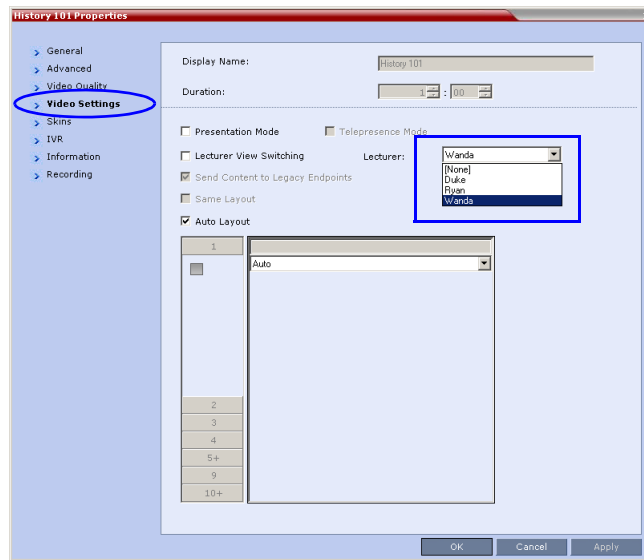 History 101 Properties
General
Advanced
Video Quality
Video Settings
Skins
IVR
Information
Recording
Display Name: History 101
Duration: 1 : 00
Presentation Mode Telepresence Mode
Lecturer View Switching Lecturer: Wanda
[None]
Duke
Ryan
Wanda
Send Content to Legacy Endpoints
Same Layout
Auto Layout
1
Auto
2
3
4
5+
9
10+
OK Cancel Apply